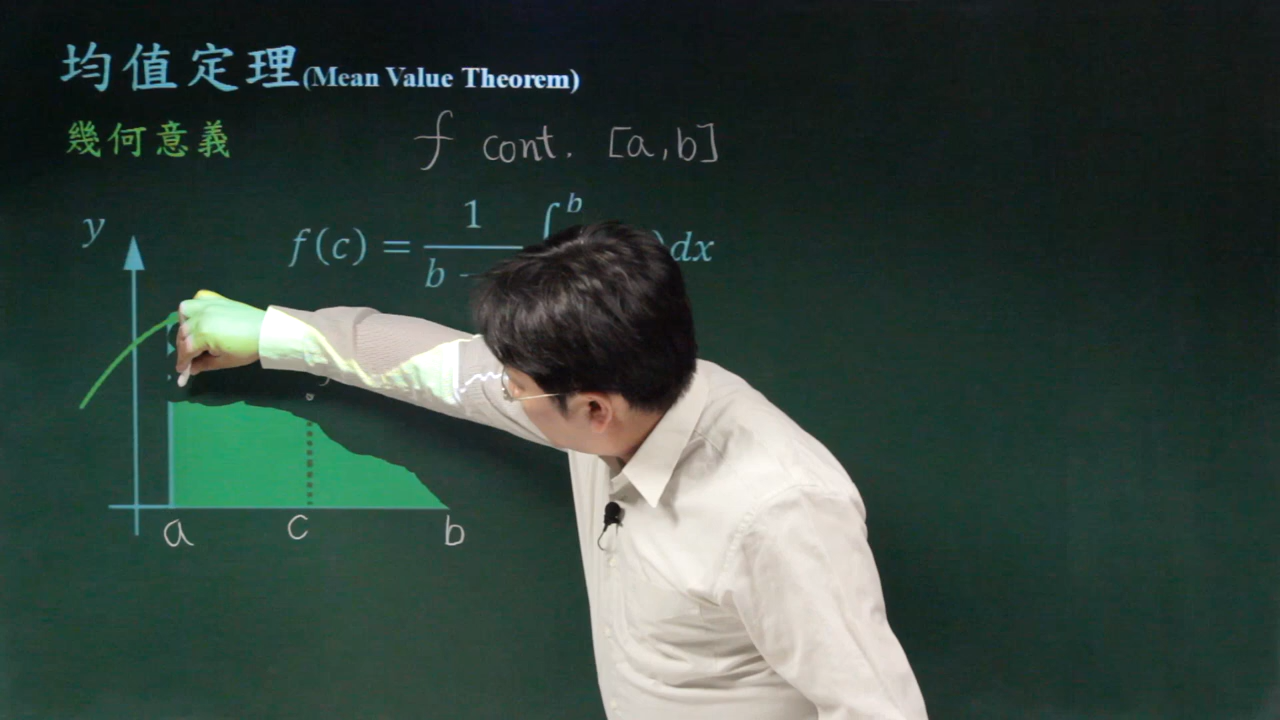 均值定理(Mean Value Theorem)
幾何意義
f cont. [a,b]
y
f(c) = 1 b − ∫ b )dx
a c b